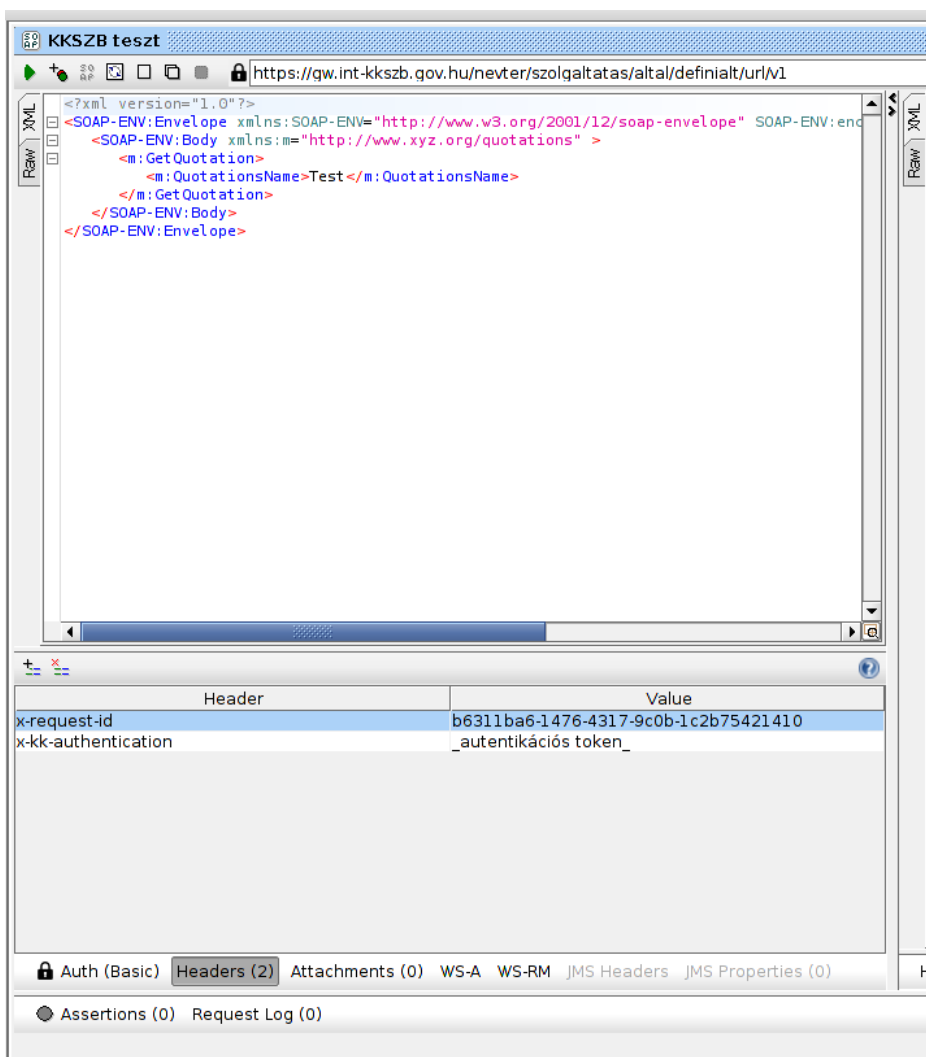 KKSZB teszt
https://gw.int-kkszb.gov.hu/nevter/szolgaltatas/altal/definialt/url/v1
XML
Raw
<?xml version="1.0"?>
<SOAP-ENV:Envelope xmlns:SOAP-ENV="http://www.w3.org/2001/12/soap-envelope" SOAP-ENV:enc
<SOAP-ENV:Body xmlns:m="http://www.xyz.org/quotations" >
<m:GetQuotation>
<m:QuotationsName>Test</m:QuotationsName>
</m:GetQuotation>
</SOAP-ENV:Body>
</SOAP-ENV:Envelope>
XML
Raw
Header Value
x-request-id b6311ba6-1476-4317-9c0b-1c2b75421410
x-kk-authentication _autentikációs token_
Auth (Basic) Headers (2) Attachments (0) WS-A WS-RM JMS Headers JMS Properties (0)
H
Assertions (0) Request Log (0)